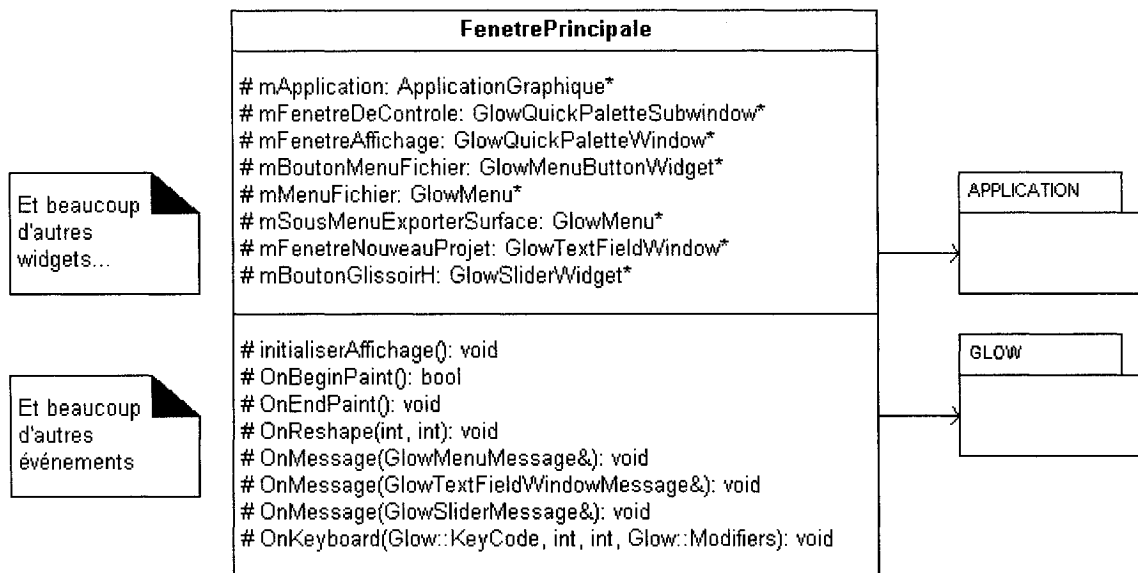 FenetrePrincipale
# mApplication: ApplicationGraphique*
# mFenetreDeControle: GlowQuickPaletteSubwindow*
# mFenetreAffichage: GlowQuickPaletteWindow*
# mBoutonMenuFichier: GlowMenuButtonWidget*
# mMenuFichier: GlowMenu*
# mSousMenuExporterSurface: GlowMenu*
# mFenetreNouveauProjet: GlowTextFieldWindow*
# mBoutonGlissoirH: GlowSliderWidget*
Et beaucoup
d'autres
widgets...
APPLICATION
# initialiserAffichage(): void
# OnBeginPaint(): bool
# OnEndPaint(): void
# OnReshape(int, int): void
# OnMessage(GlowMenuMessage&): void
# OnMessage(GlowTextFieldWindowMessage&): void
# OnMessage(GlowSliderMessage&): void
# OnKeyboard(Glow::KeyCode, int, int, Glow::Modifiers): void
Et beaucoup
d'autres
événements
GLOW